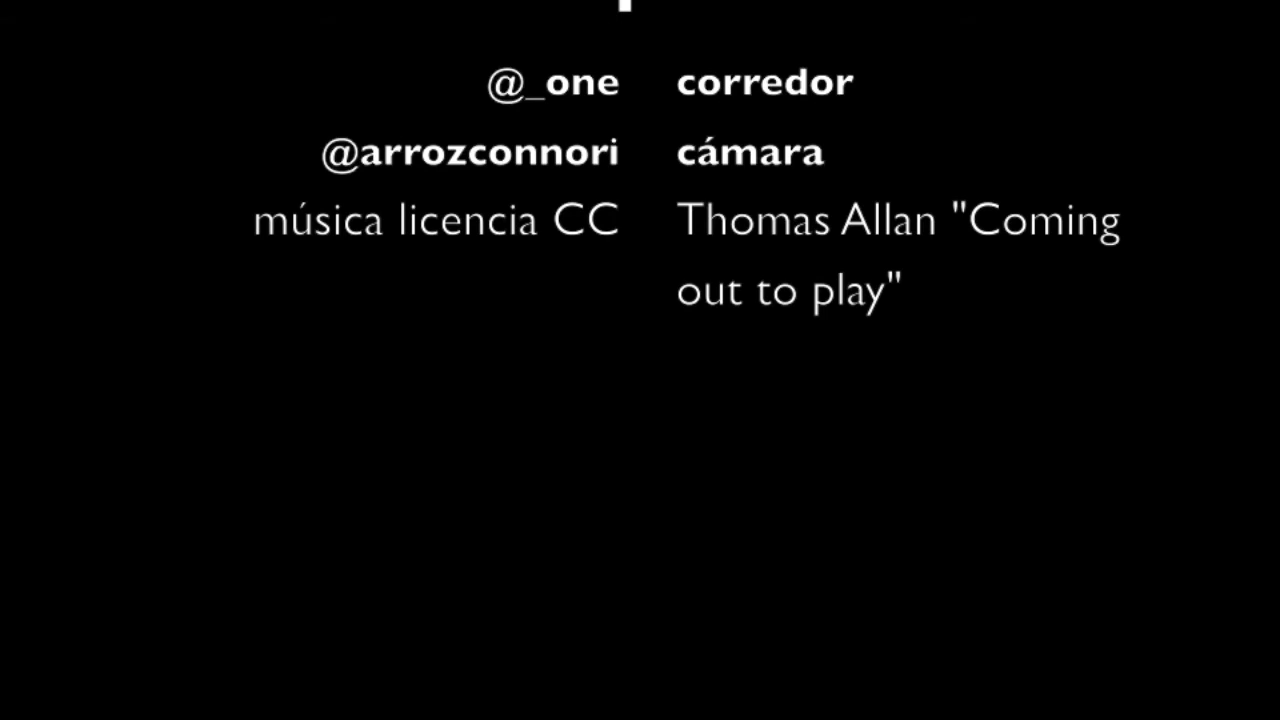 @_one corredor
@arrozconnori cámara
música licencia CC Thomas Allan "Coming
out to play"